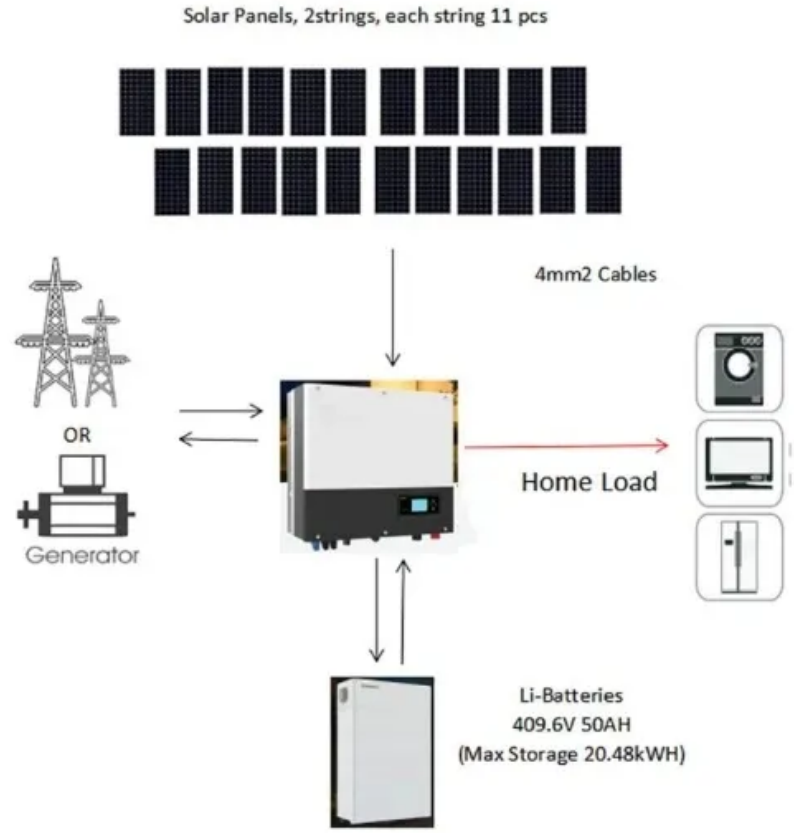 Solar Panels, 2strings, each string 11 pcs
4mm2 Cables
OR
Generator
Home Load
Li-Batteries
409.6V 50AH
(Max Storage 20.48kWH)